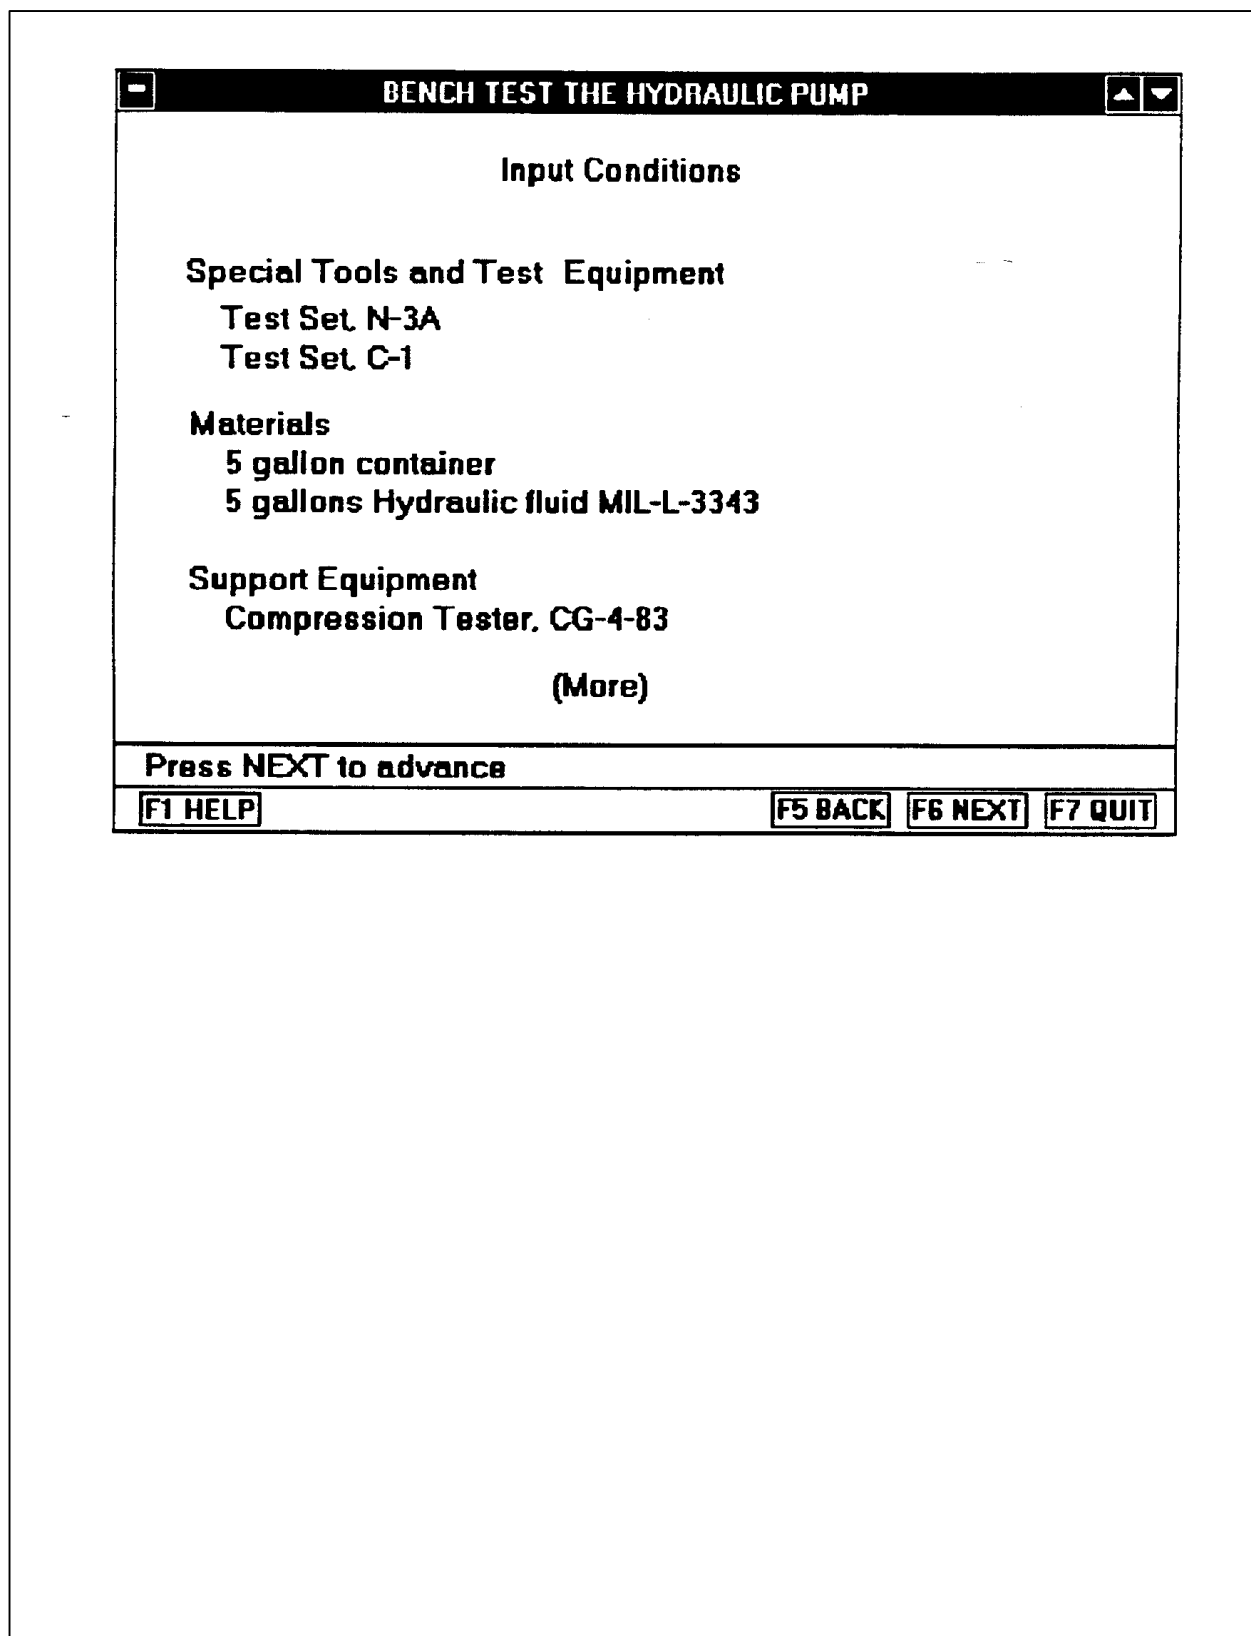 BENCH TEST THE HYDRAULIC PUMP
Input Conditions
Special Tools and Test Equipment
Test Set, N-3A
Test Set, C-1
Materials
5 gallon container
5 gallons Hydraulic fluid MIL-L-3343
Support Equipment
Compression Tester, CG-4-83
(More)
Press NEXT to advance
F1 HELP F5 BACK F6 NEXT F7 QUIT